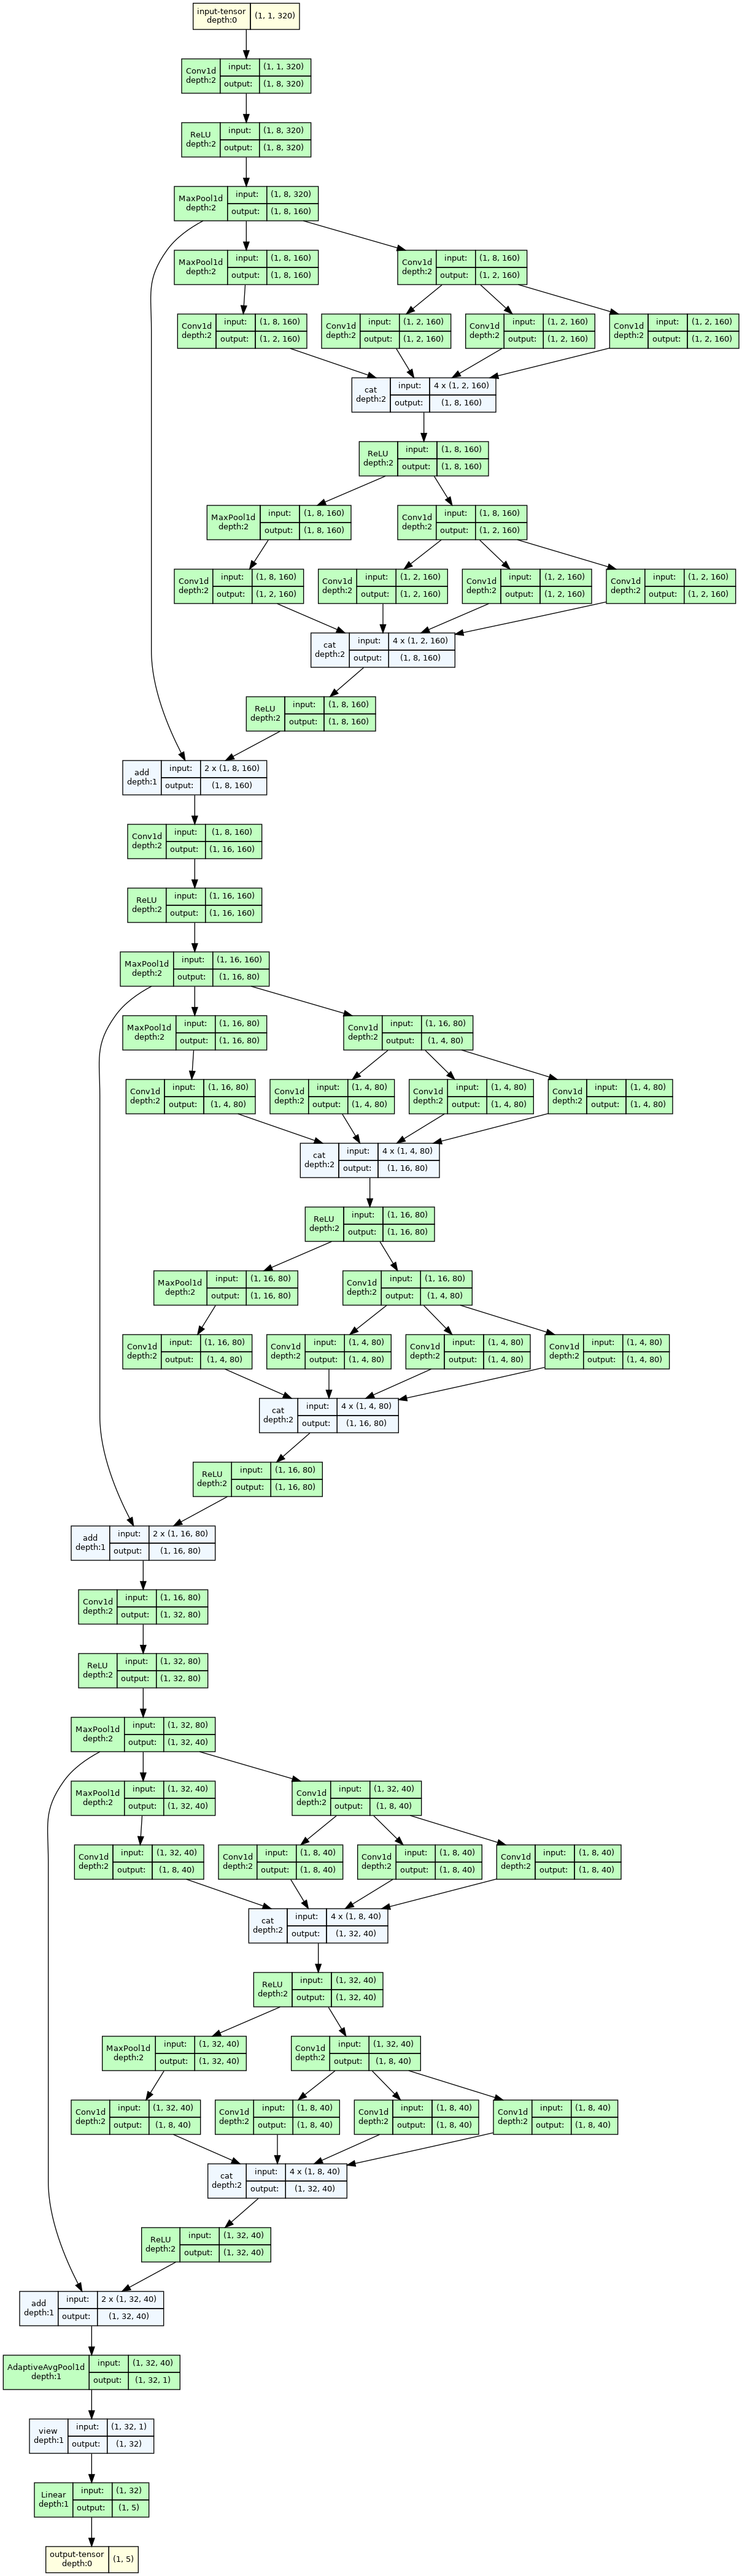 input-tensor
depth:0
(1, 1, 320)
Conv1d
depth:2
input: (1, 1, 320)
output: (1, 8, 320)
ReLU
depth:2
input: (1, 8, 320)
output: (1, 8, 320)
MaxPool1d
depth:2
input: (1, 8, 320)
output: (1, 8, 160)
MaxPool1d
depth:2
input: (1, 8, 160)
output: (1, 8, 160)
Conv1d
depth:2
input: (1, 8, 160)
output: (1, 2, 160)
Conv1d
depth:2
input: (1, 8, 160)
output: (1, 2, 160)
Conv1d
depth:2
input: (1, 2, 160)
output: (1, 2, 160)
Conv1d
depth:2
input: (1, 2, 160)
output: (1, 2, 160)
Conv1d
depth:2
input: (1, 2, 160)
output: (1, 2, 160)
cat
depth:2
input: 4 x (1, 2, 160)
output: (1, 8, 160)
ReLU
depth:2
input: (1, 8, 160)
output: (1, 8, 160)
MaxPool1d
depth:2
input: (1, 8, 160)
output: (1, 8, 160)
Conv1d
depth:2
input: (1, 8, 160)
output: (1, 2, 160)
Conv1d
depth:2
input: (1, 8, 160)
output: (1, 2, 160)
Conv1d
depth:2
input: (1, 2, 160)
output: (1, 2, 160)
Conv1d
depth:2
input: (1, 2, 160)
output: (1, 2, 160)
Conv1d
depth:2
input: (1, 2, 160)
output: (1, 2, 160)
cat
depth:2
input: 4 x (1, 2, 160)
output: (1, 8, 160)
ReLU
depth:2
input: (1, 8, 160)
output: (1, 8, 160)
add
depth:1
input: 2 x (1, 8, 160)
output: (1, 8, 160)
Conv1d
depth:2
input: (1, 8, 160)
output: (1, 16, 160)
ReLU
depth:2
input: (1, 16, 160)
output: (1, 16, 160)
MaxPool1d
depth:2
input: (1, 16, 160)
output: (1, 16, 80)
MaxPool1d
depth:2
input: (1, 16, 80)
output: (1, 16, 80)
Conv1d
depth:2
input: (1, 16, 80)
output: (1, 4, 80)
Conv1d
depth:2
input: (1, 16, 80)
output: (1, 4, 80)
Conv1d
depth:2
input: (1, 4, 80)
output: (1, 4, 80)
Conv1d
depth:2
input: (1, 4, 80)
output: (1, 4, 80)
Conv1d
depth:2
input: (1, 4, 80)
output: (1, 4, 80)
cat
depth:2
input: 4 x (1, 4, 80)
output: (1, 16, 80)
ReLU
depth:2
input: (1, 16, 80)
output: (1, 16, 80)
MaxPool1d
depth:2
input: (1, 16, 80)
output: (1, 16, 80)
Conv1d
depth:2
input: (1, 16, 80)
output: (1, 4, 80)
Conv1d
depth:2
input: (1, 16, 80)
output: (1, 4, 80)
Conv1d
depth:2
input: (1, 4, 80)
output: (1, 4, 80)
Conv1d
depth:2
input: (1, 4, 80)
output: (1, 4, 80)
Conv1d
depth:2
input: (1, 4, 80)
output: (1, 4, 80)
cat
depth:2
input: 4 x (1, 4, 80)
output: (1, 16, 80)
ReLU
depth:2
input: (1, 16, 80)
output: (1, 16, 80)
add
depth:1
input: 2 x (1, 16, 80)
output: (1, 16, 80)
Conv1d
depth:2
input: (1, 16, 80)
output: (1, 32, 80)
ReLU
depth:2
input: (1, 32, 80)
output: (1, 32, 80)
MaxPool1d
depth:2
input: (1, 32, 80)
output: (1, 32, 40)
MaxPool1d
depth:2
input: (1, 32, 40)
output: (1, 32, 40)
Conv1d
depth:2
input: (1, 32, 40)
output: (1, 8, 40)
Conv1d
depth:2
input: (1, 32, 40)
output: (1, 8, 40)
Conv1d
depth:2
input: (1, 8, 40)
output: (1, 8, 40)
Conv1d
depth:2
input: (1, 8, 40)
output: (1, 8, 40)
Conv1d
depth:2
input: (1, 8, 40)
output: (1, 8, 40)
cat
depth:2
input: 4 x (1, 8, 40)
output: (1, 32, 40)
ReLU
depth:2
input: (1, 32, 40)
output: (1, 32, 40)
MaxPool1d
depth:2
input: (1, 32, 40)
output: (1, 32, 40)
Conv1d
depth:2
input: (1, 32, 40)
output: (1, 8, 40)
Conv1d
depth:2
input: (1, 32, 40)
output: (1, 8, 40)
Conv1d
depth:2
input: (1, 8, 40)
output: (1, 8, 40)
Conv1d
depth:2
input: (1, 8, 40)
output: (1, 8, 40)
Conv1d
depth:2
input: (1, 8, 40)
output: (1, 8, 40)
cat
depth:2
input: 4 x (1, 8, 40)
output: (1, 32, 40)
ReLU
depth:2
input: (1, 32, 40)
output: (1, 32, 40)
add
depth:1
input: 2 x (1, 32, 40)
output: (1, 32, 40)
AdaptiveAvgPool1d
depth:1
input: (1, 32, 40)
output: (1, 32, 1)
view
depth:1
input: (1, 32, 1)
output: (1, 32)
Linear
depth:1
input: (1, 32)
output: (1, 5)
output-tensor
depth:0
(1, 5)